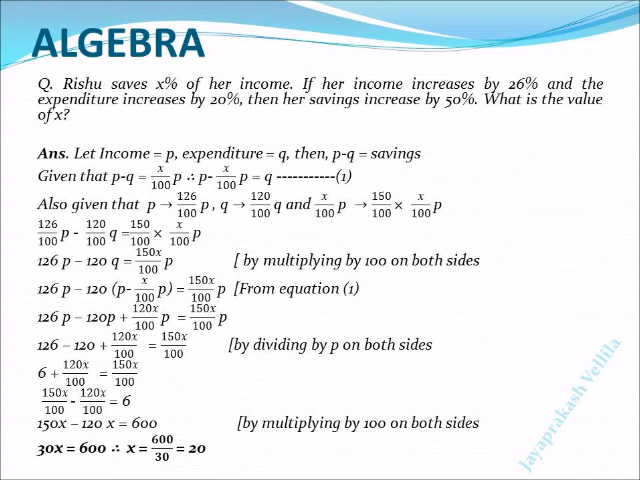 ALGEBRA
Q. Rishu saves x% of her income. If her income increases by 26% and the
expenditure increases by 20%, then her savings increase by 50%. What is the value
of x?
Ans. Let Income = p, expenditure = q, then, p-q = savings
Given that p-q = x/100 p ∴ p- x/100 p = q -----------(1)
Also given that p → 126/100 p , q → 120/100 q and x/100 p → 150/100 × x/100 p
126/100 p - 120/100 q = 150/100 × x/100 p
126 p – 120 q = 150x/100 p [ by multiplying by 100 on both sides
126 p – 120 (p- x/100 p) = 150x/100 p [From equation (1)
126 p – 120p + 120x/100 p = 150x/100 p
126 – 120 + 120x/100 = 150x/100 [by dividing by p on both sides
6 + 120x/100 = 150x/100
150x/100 - 120x/100 = 6
150x – 120 x = 600 [by multiplying by 100 on both sides
30x = 600 ∴ x = 600/30 = 20
Jayaprakash Vellila